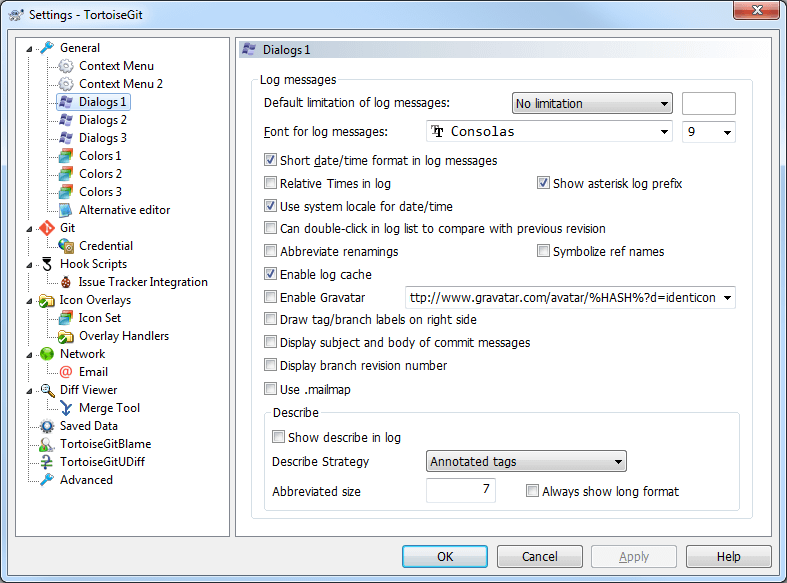 Settings - TortoiseGit
General
Context Menu
Context Menu 2
Dialogs 1
Dialogs 2
Dialogs 3
Colors 1
Colors 2
Colors 3
Alternative editor
Git
Credential
Hook Scripts
Issue Tracker Integration
Icon Overlays
Icon Set
Overlay Handlers
Network
Email
Diff Viewer
Merge Tool
Saved Data
TortoiseGitBlame
TortoiseGitUDiff
Advanced
Dialogs 1
Log messages
Default limitation of log messages: No limitation
Font for log messages: Consolas 9
Short date/time format in log messages
Relative Times in log Show asterisk log prefix
Use system locale for date/time
Can double-click in log list to compare with previous revision
Abbreviate renamings Symbolize ref names
Enable log cache
Enable Gravatar ttp://www.gravatar.com/avatar/%HASH%?d=identicon
Draw tag/branch labels on right side
Display subject and body of commit messages
Display branch revision number
Use .mailmap
Describe
Show describe in log
Describe Strategy Annotated tags
Abbreviated size 7 Always show long format
OK Cancel Apply Help